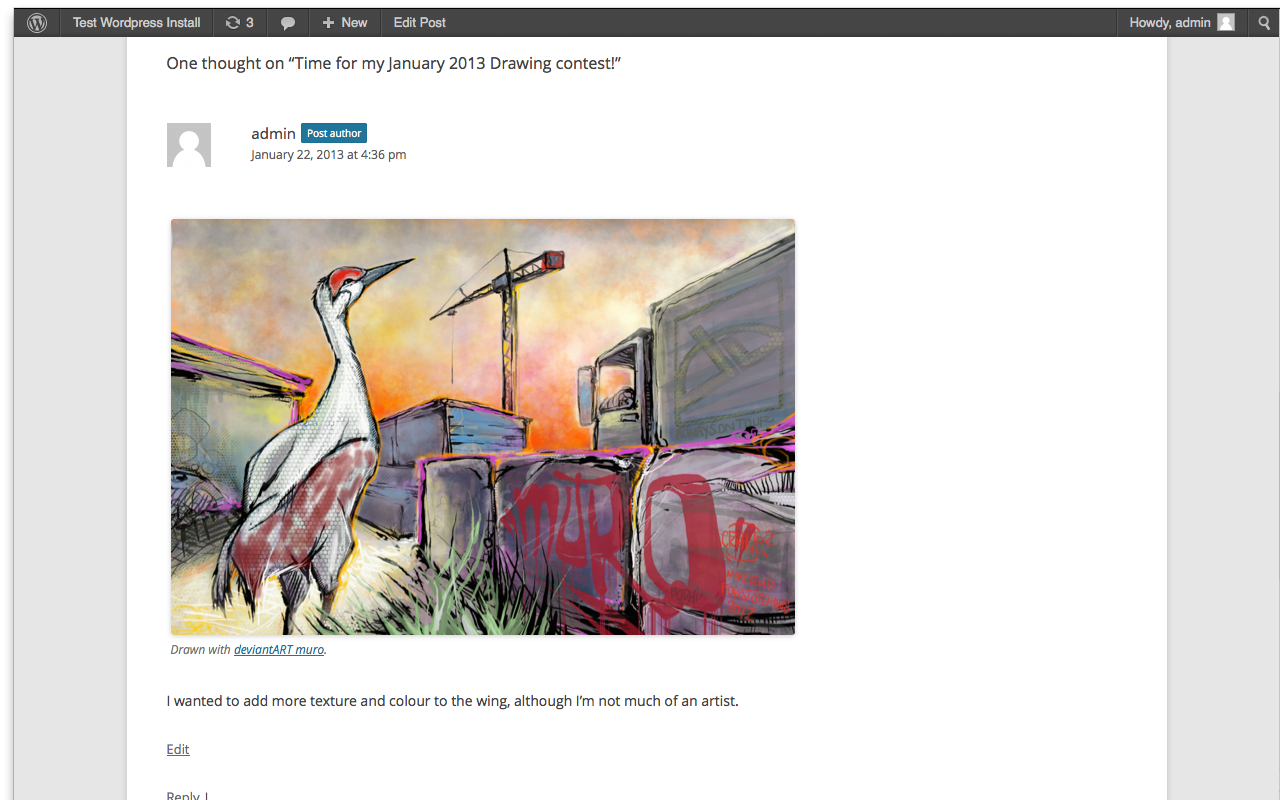 Test Wordpress Install 3 New Edit Post Howdy, admin
One thought on “Time for my January 2013 Drawing contest!”
admin Post author
January 22, 2013 at 4:36 pm
MURO
Drawn with deviantART muro.
I wanted to add more texture and colour to the wing, although I’m not much of an artist.
Edit
Reply ↓